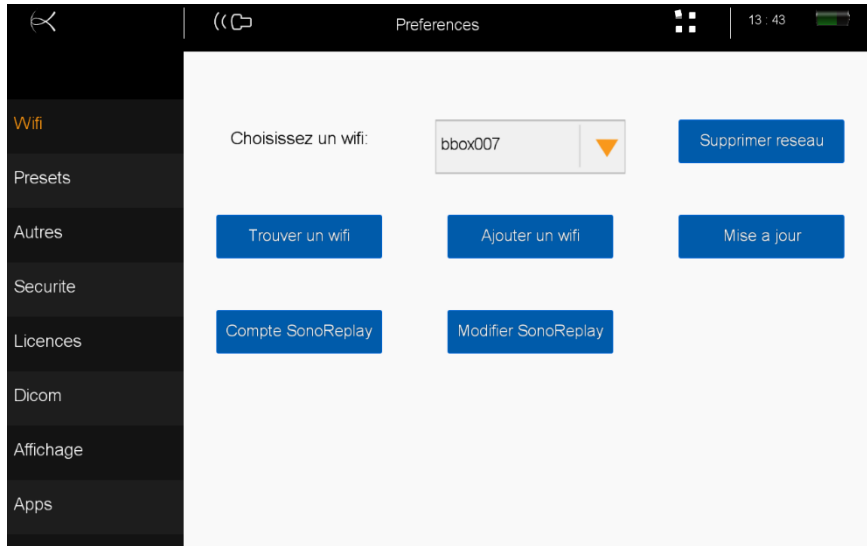 Preferences
13 : 43
Wifi
Choisissez un wifi:
bbox007
Supprimer reseau
Presets
Autres
Trouver un wifi
Ajouter un wifi
Mise a jour
Securite
Licences
Compte SonoReplay
Modifier SonoReplay
Dicom
Affichage
Apps